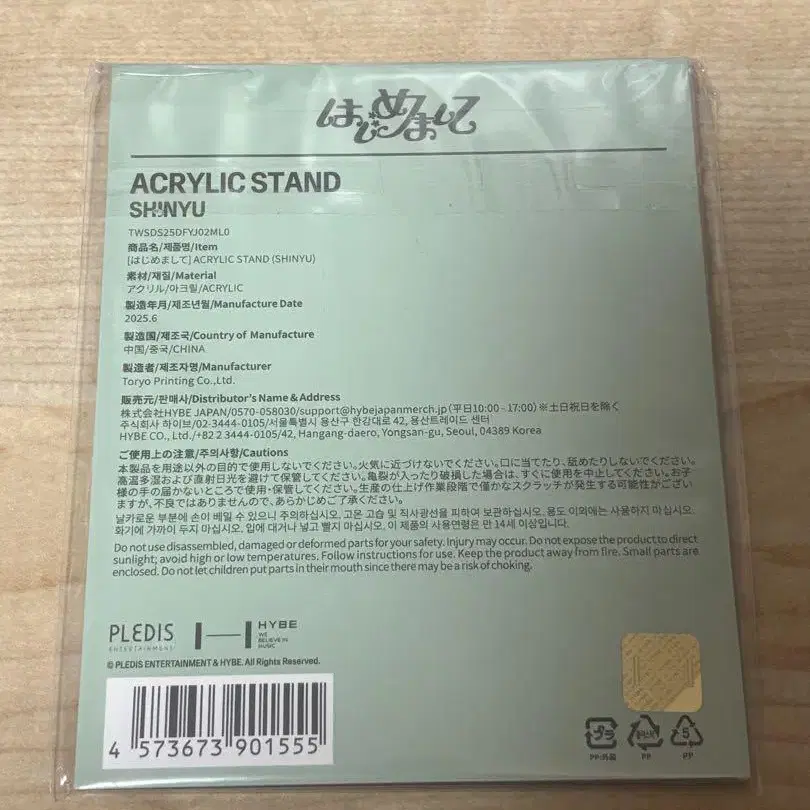 はじめまして
ACRYLIC STAND
SHINYU
TWSDS25DFYJ02ML0
商品名/제품명/Item
[はじめまして] ACRYLIC STAND (SHINYU)
素材/재질/Material
アクリル/아크릴/ACRYLIC
製造年月/제조년월/Manufacture Date
2025.6
製造国/제조국/Country of Manufacture
中国/중국/CHINA
製造者/제조자명/Manufacturer
Toryo Printing Co.,Ltd.
販売元/판매사/Distributor's Name & Address
株式会社HYBE JAPAN/0570-058030/support@hybejapanmerch.jp(平日10:00 - 17:00)※土日祝日を除く
주식회사 하이브/02-3444-0105/서울특별시 용산구 한강대로 42, 용산트레이드 센터
HYBE CO., Ltd./+82 2 3444-0105/42, Hangang-daero, Yongsan-gu, Seoul, 04389 Korea
ご使用上の注意/주의사항/Cautions
本製品を用途以外の目的で使用しないでください。火気に近づけないでください。口に当てたり、舐めたりしないでください。
高温多湿および直射日光を避けて保管してください。亀裂が入ったり破損した場合は、すぐに使用を中止してください。お子
様の手の届かないところで使用・保管してください。生産の仕上げ作業段階で僅かなスクラッチが発生する可能性がござい
ますが、不良ではありませんので、あらかじめご了承ください。
날카로운 부분에 손이 베일 수 있으니 주의하십시오. 고온 고습 및 직사광선을 피하여 보관하십시오. 용도 이외에는 사용하지 마십시오.
화기에 가까이 두지 마십시오. 입에 대거나 넣고 빨지 마십시오. 이 제품의 사용연령은 만 14세 이상입니다.
Do not use disassembled, damaged or deformed parts for your safety. Injury may occur. Do not expose the product to direct
sunlight; avoid high or low temperatures. Follow instructions for use. Keep the product away from fire. Small parts are
enclosed. Do not let children put parts in their mouth since there may be a risk of choking.
PLEDIS
ENTERTAINMENT
HYBE
WE
BELIEVE IN
MUSIC
© PLEDIS ENTERTAINMENT & HYBE. All Rights Reserved.
4 573673 901555
プラ
PP:外装
PP
5
PP